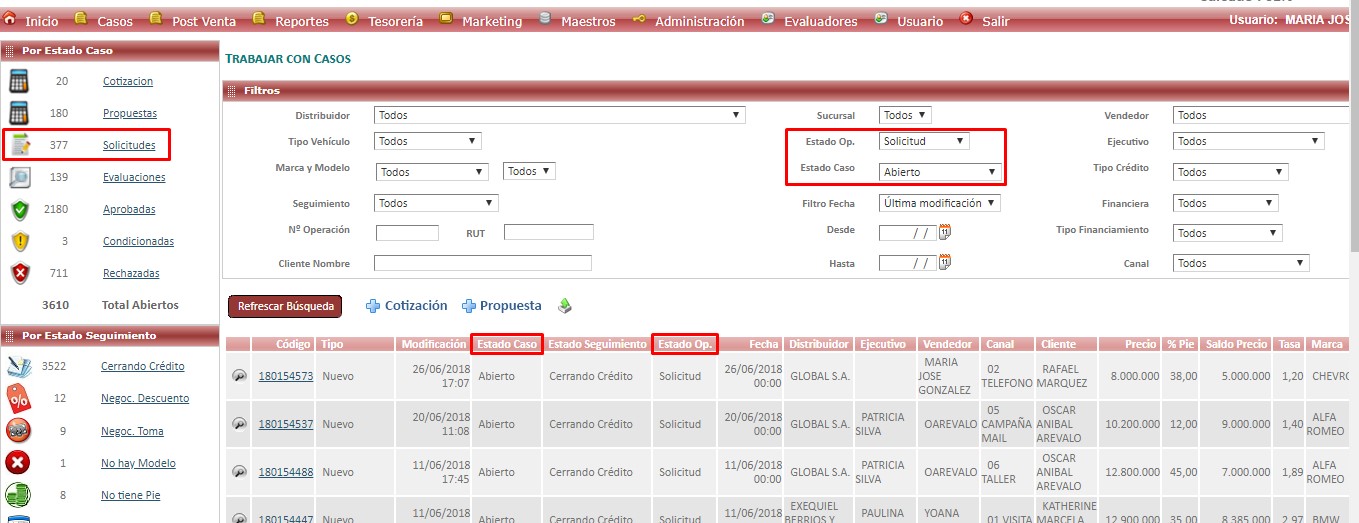 Inicio Casos Post Venta Reportes Tesorería Marketing Maestros Administración Evaluadores Usuario Salir Usuario: MARIA JOS
Por Estado Caso
20 Cotizacion
180 Propuestas
377 Solicitudes
139 Evaluaciones
2180 Aprobadas
3 Condicionadas
711 Rechazadas
3610 Total Abiertos
Por Estado Seguimiento
3522 Cerrando Crédito
12 Negoc. Descuento
9 Negoc. Toma
1 No hay Modelo
8 No tiene Pie
TRABAJAR CON CASOS
Filtros
Distribuidor Todos Sucursal Todos Vendedor Todos
Tipo Vehículo Todos Estado Op. Solicitud Ejecutivo Todos
Marca y Modelo Todos Todos Estado Caso Abierto Tipo Crédito Todos
Seguimiento Todos Filtro Fecha Última modificación Financiera Todos
Nº Operación RUT Desde / / Tipo Financiamiento Todos
Cliente Nombre Hasta / / Canal Todos
Refrescar Búsqueda Cotización Propuesta
Código Tipo Modificación Estado Caso Estado Seguimiento Estado Op. Fecha Distribuidor Ejecutivo Vendedor Canal Cliente Precio % Pie Saldo Precio Tasa Marca
180154573 Nuevo 26/06/2018 17:07 Abierto Cerrando Crédito Solicitud 26/06/2018 00:00 GLOBAL S.A. MARIA JOSE GONZALEZ 02 TELEFONO RAFAEL MARQUEZ 8.000.000 38,00 5.000.000 1,20 CHEVRO
180154537 Nuevo 20/06/2018 11:08 Abierto Cerrando Crédito Solicitud 20/06/2018 00:00 GLOBAL S.A. PATRICIA SILVA OAREVALO 05 CAMPAÑA MAIL OSCAR ANIBAL AREVALO 10.200.000 12,00 9.000.000 1,40 ALFA ROMEO
180154488 Nuevo 11/06/2018 17:45 Abierto Cerrando Crédito Solicitud 11/06/2018 00:00 GLOBAL S.A. PATRICIA SILVA OAREVALO 06 TALLER OSCAR ANIBAL AREVALO 12.800.000 45,00 7.000.000 1,89 ALFA ROMEO
180154447 Nuevo 11/06/2018 Abierto Cerrando Crédito Solicitud 11/06/2018 EXEQUIEL BERRIOS Y PAULINA YOANA 01 VISITA KATHERINE MARCELA 12.900.000 35,00 8.385.000 2,97 BMW